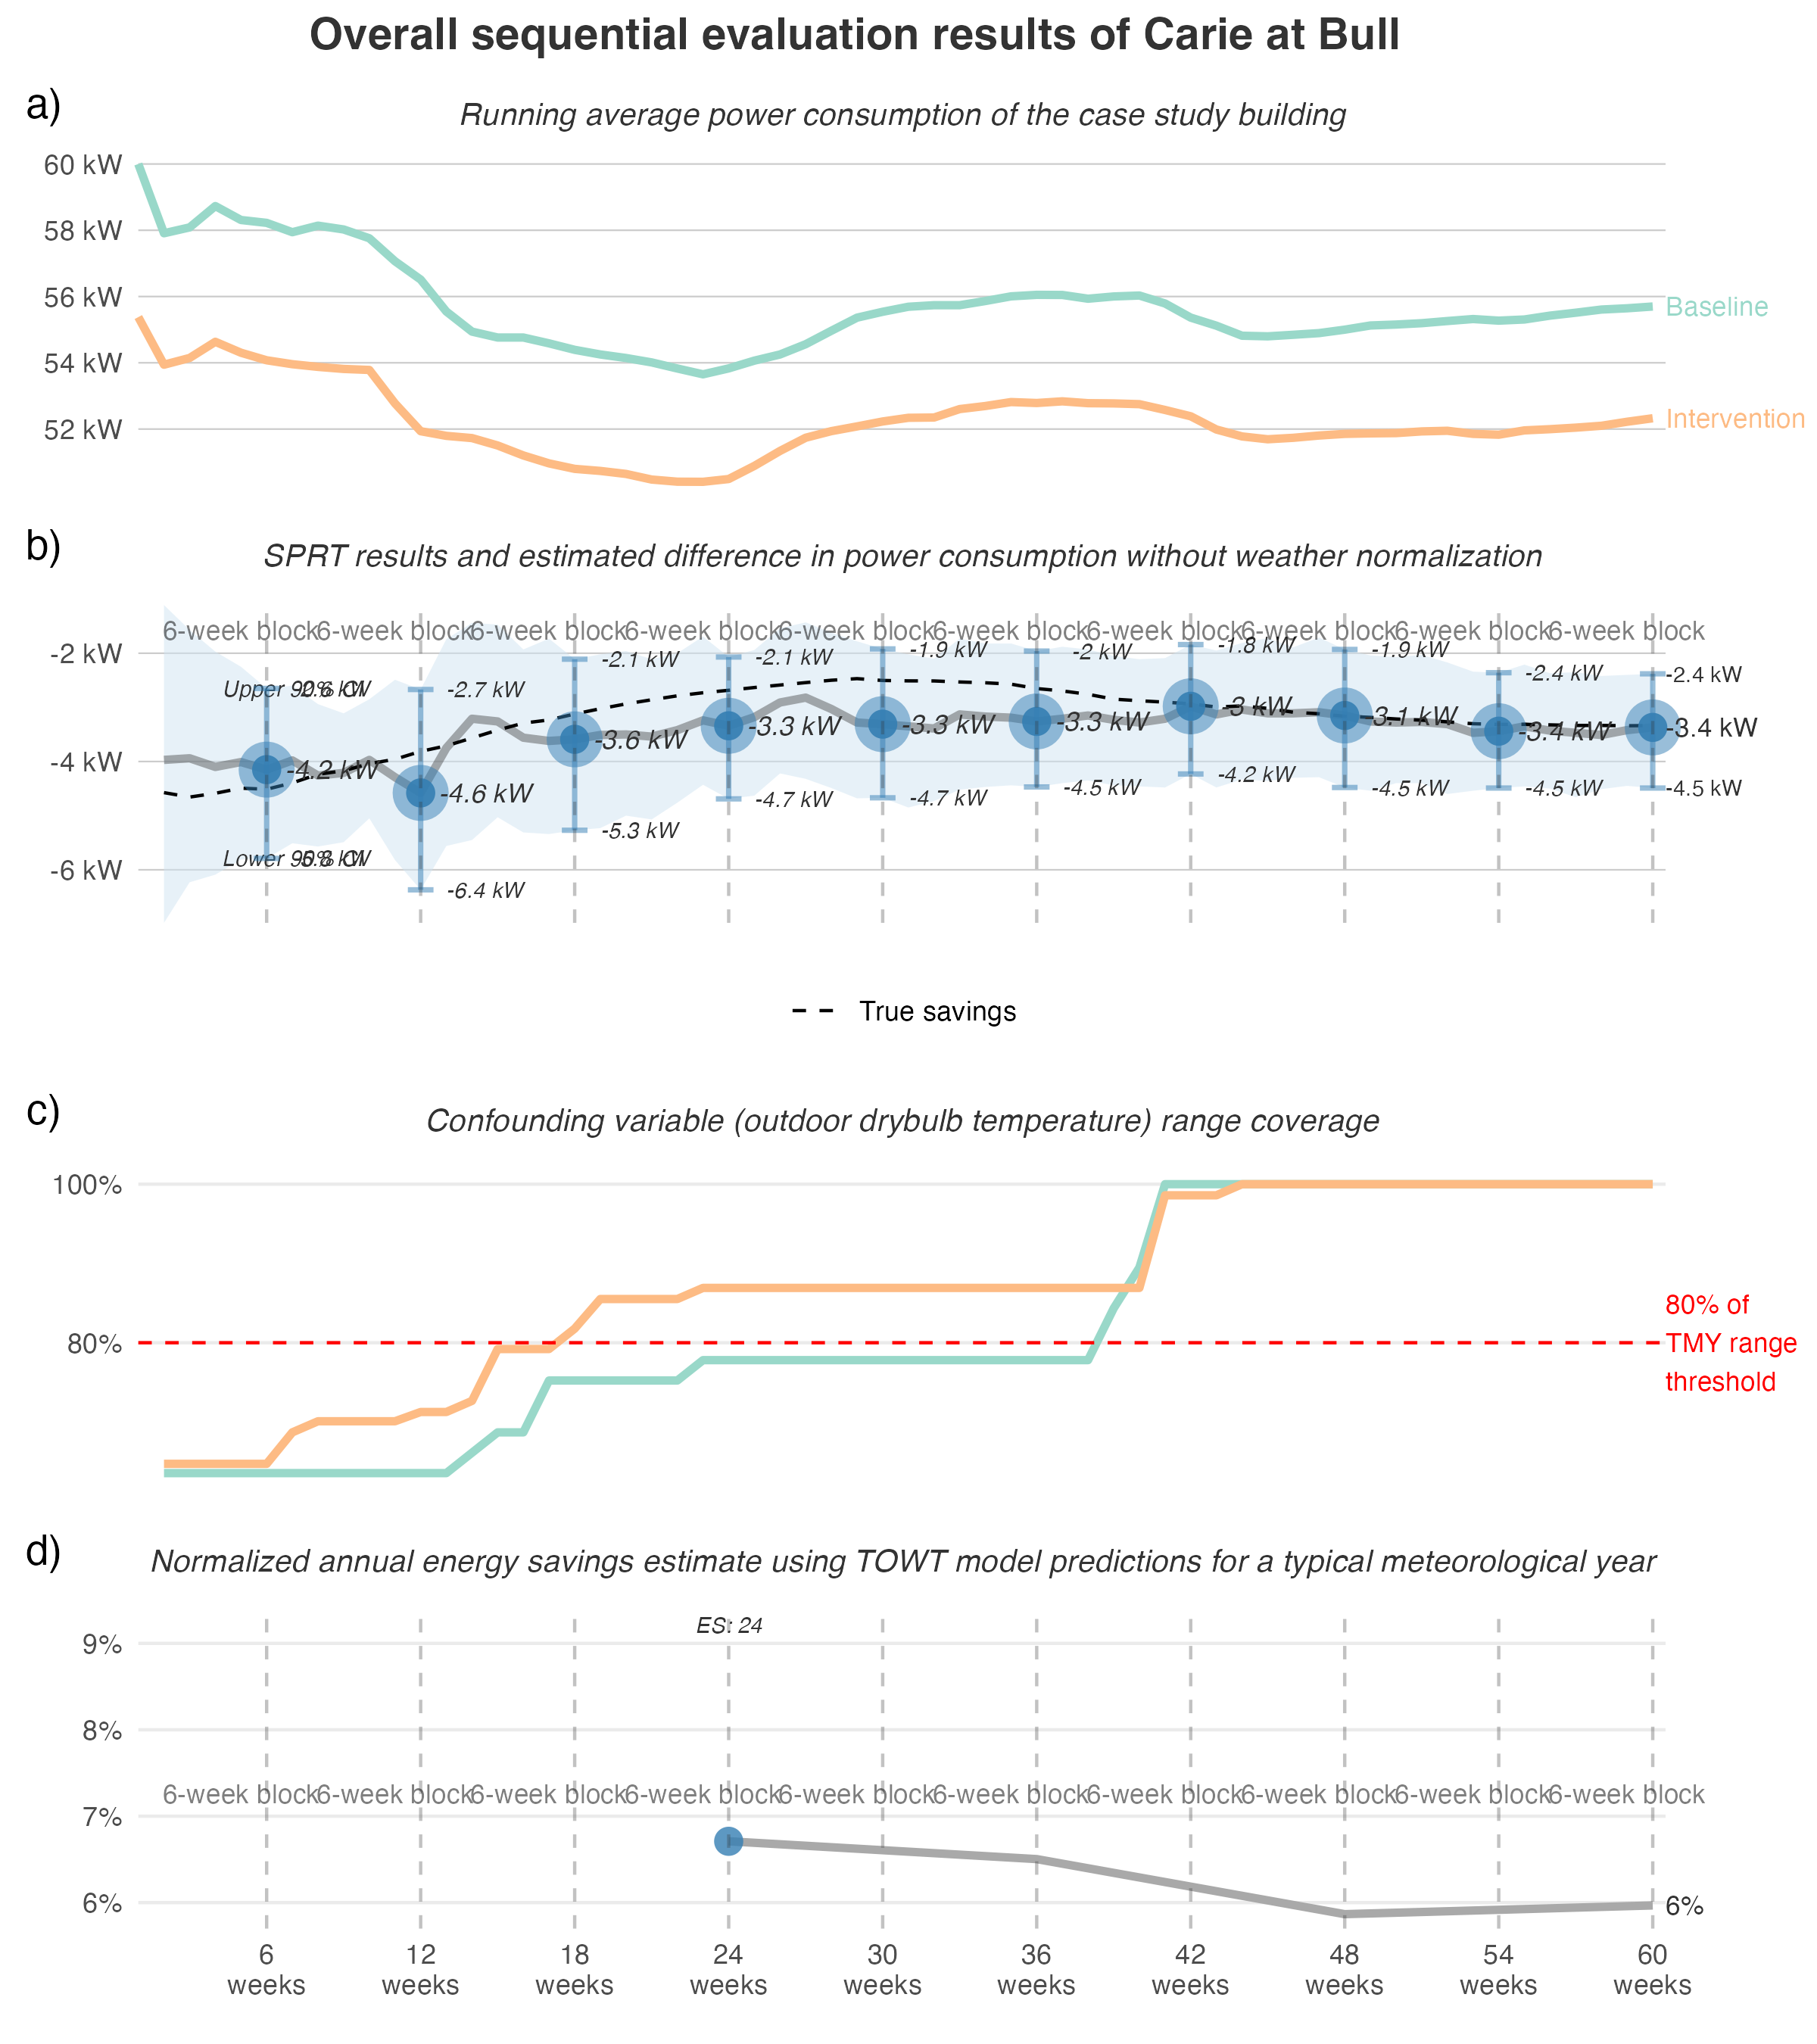 Overall sequential evaluation results of Carie at Bull
a)
Running average power consumption of the case study building
60 kW
58 kW
56 kW
54 kW
52 kW
Baseline
Intervention
b)
SPRT results and estimated difference in power consumption without weather normalization
6-week block 6-week block 6-week block 6-week block 6-week block 6-week block 6-week block 6-week block 6-week block 6-week block
-2 kW
-4 kW
-6 kW
Upper 90% CI
-2.6 kW
-2.7 kW
-2.1 kW
-2.1 kW
-1.9 kW
-2 kW
-1.8 kW
-1.9 kW
-2.4 kW
-2.4 kW
-4.2 kW
-4.6 kW
-3.6 kW
-3.3 kW
-3.3 kW
-3.3 kW
-3 kW
-3.1 kW
-3.4 kW
-3.4 kW
Lower 90% CI
-6.4 kW
-5.3 kW
-4.7 kW
-4.7 kW
-4.5 kW
-4.2 kW
-4.5 kW
-4.5 kW
-4.5 kW
True savings
c)
Confounding variable (outdoor drybulb temperature) range coverage
100%
80%
80% of
TMY range
threshold
d)
Normalized annual energy savings estimate using TOWT model predictions for a typical meteorological year
ES: 24
9%
8%
7%
6%
6-week block 6-week block 6-week block 6-week block 6-week block 6-week block 6-week block 6-week block 6-week block 6-week block
6%
6 12 18 24 30 36 42 48 54 60
weeks weeks weeks weeks weeks weeks weeks weeks weeks weeks